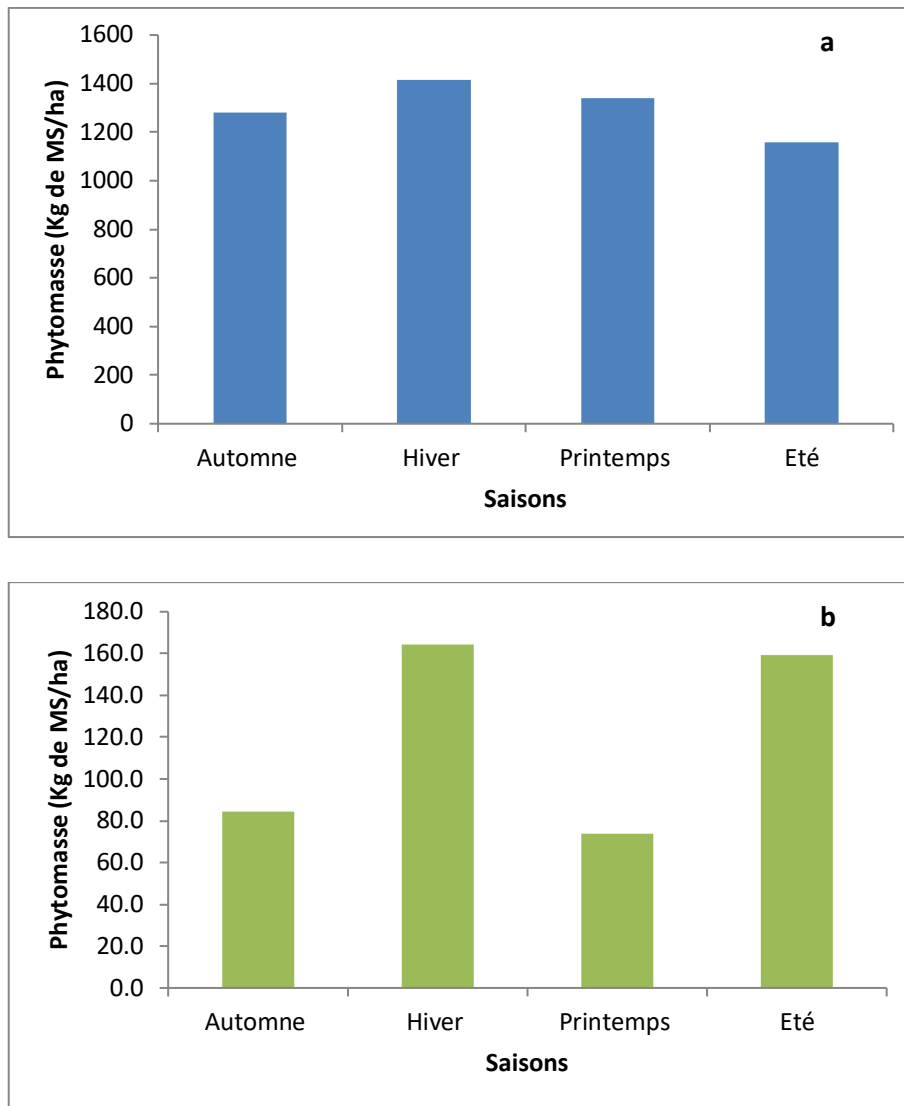 a
Phytomasse (Kg de MS/ha)
1600
1400
1200
1000
800
600
400
200
0
Automne Hiver Printemps Eté
Saisons
b
Phytomasse (Kg de MS/ha)
180.0
160.0
140.0
120.0
100.0
80.0
60.0
40.0
20.0
0.0
Automne Hiver Printemps Eté
Saisons